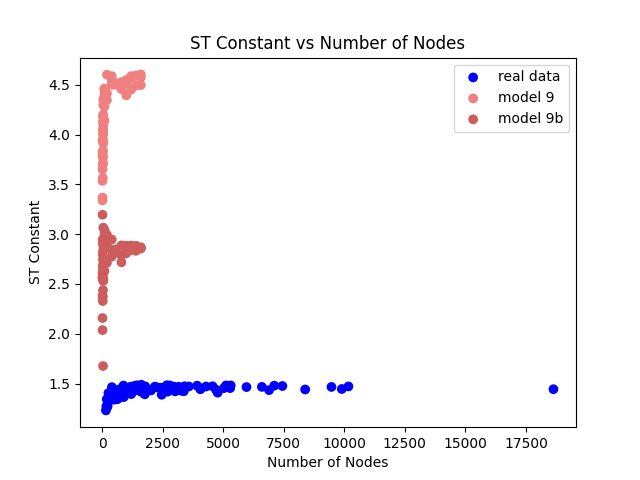 ST Constant vs Number of Nodes
real data
model 9
model 9b
ST Constant
4.5
4.0
3.5
3.0
2.5
2.0
1.5
0 2500 5000 7500 10000 12500 15000 17500
Number of Nodes